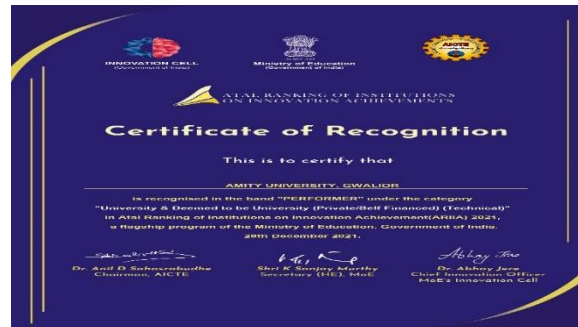 INNOVATION CELL
(Government of India)
Ministry of Education
(Government of India)
AICTE
ATAL RANKING OF INSTITUTIONS
ON INNOVATION ACHIEVEMENTS
Certificate of Recognition
This is to certify that
AMITY UNIVERSITY, GWALIOR
is recognised in the band "PERFORMER" under the category
"University & Deemed to be University (Private/Self Financed) (Technical)"
in Atal Ranking of Institutions on Innovation Achievement(ARIIA) 2021,
a flagship program of the Ministry of Education, Government of India.
29th December 2021.
Dr. Anil D Sahasrabudhe
Chairman, AICTE
Shri K Sanjay Murthy
Secretary (HE), MoE
Abhay Jere
Dr. Abhay Jere
Chief Innovation Officer
MoE's Innovation Cell